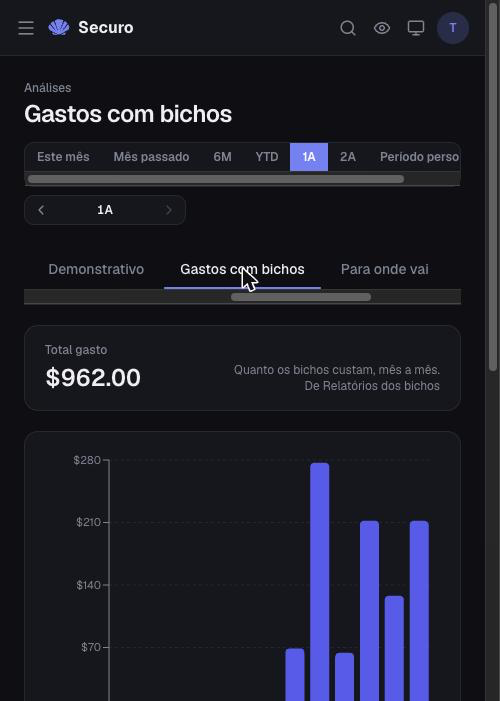 Securo
T
Análises
Gastos com bichos
Este mês
Mês passado
6M
YTD
1A
2A
Período perso
1A
Demonstrativo
Gastos com bichos
Para onde vai
Total gasto
$962.00
Quanto os bichos custam, mês a mês.
De Relatórios dos bichos
$280
$210
$140
$70